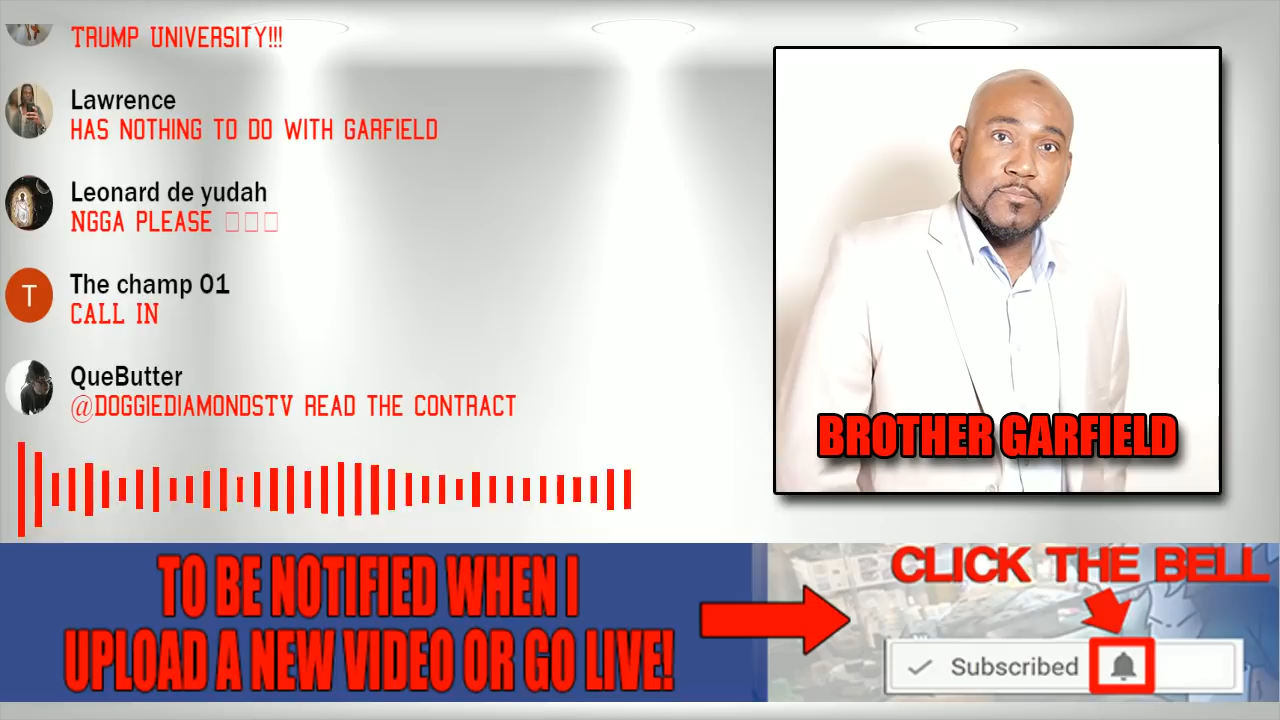 TRUMP UNIVERSITY!!!
Lawrence
HAS NOTHING TO DO WITH GARFIELD
Leonard de yudah
NGGA PLEASE
T
The champ 01
CALL IN
QueButter
@DOGGIEDIAMONDSTV READ THE CONTRACT
BROTHER GARFIELD
TO BE NOTIFIED WHEN I
UPLOAD A NEW VIDEO OR GO LIVE!
CLICK THE BELL
Subscribed